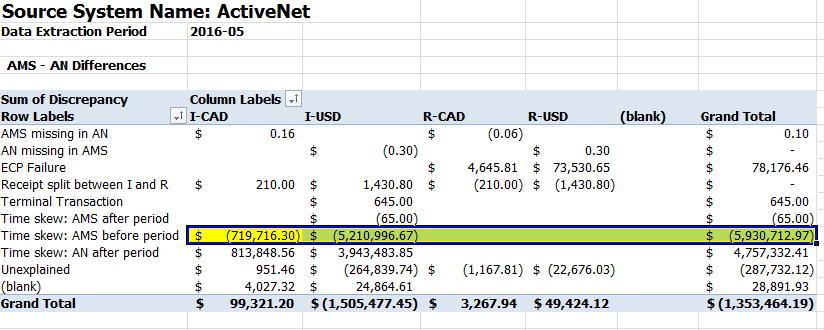 Source System Name: ActiveNet
Data Extraction Period 2016-05
AMS - AN Differences
Sum of Discrepancy Column Labels
Row Labels I-CAD I-USD R-CAD R-USD (blank) Grand Total
AMS missing in AN $ 0.16 $ (0.06) $ 0.10
AN missing in AMS $ (0.30) $ 0.30 $ -
ECP Failure $ 4,645.81 $ 73,530.65 $ 78,176.46
Receipt split between I and R $ 210.00 $ 1,430.80 $ (210.00) $ (1,430.80) $ -
Terminal Transaction $ 645.00 $ 645.00
Time skew: AMS after period $ (65.00) $ (65.00)
Time skew: AMS before period $ (719,716.30) $ (5,210,996.67) $ (5,930,712.97)
Time skew: AN after period $ 813,848.56 $ 3,943,483.85 $ 4,757,332.41
Unexplained $ 951.46 $ (264,839.74) $ (1,167.81) $ (22,676.03) $ (287,732.12)
(blank) $ 4,027.32 $ 24,864.61 $ 28,891.93
Grand Total $ 99,321.20 $ (1,505,477.45) $ 3,267.94 $ 49,424.12 $ (1,353,464.19)